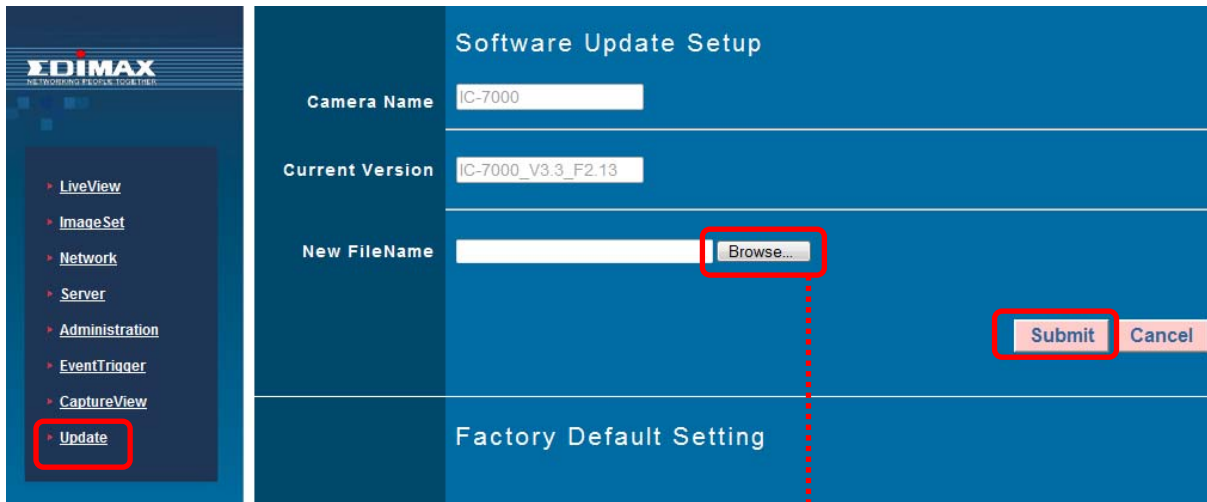 EDIMAX
NETWORKING PEOPLE TOGETHER
LiveView
ImageSet
Network
Server
Administration
EventTrigger
CaptureView
Update
Software Update Setup
Camera Name IC-7000
Current Version IC-7000_V3.3_F2.13
New FileName Browse...
Submit Cancel
Factory Default Setting